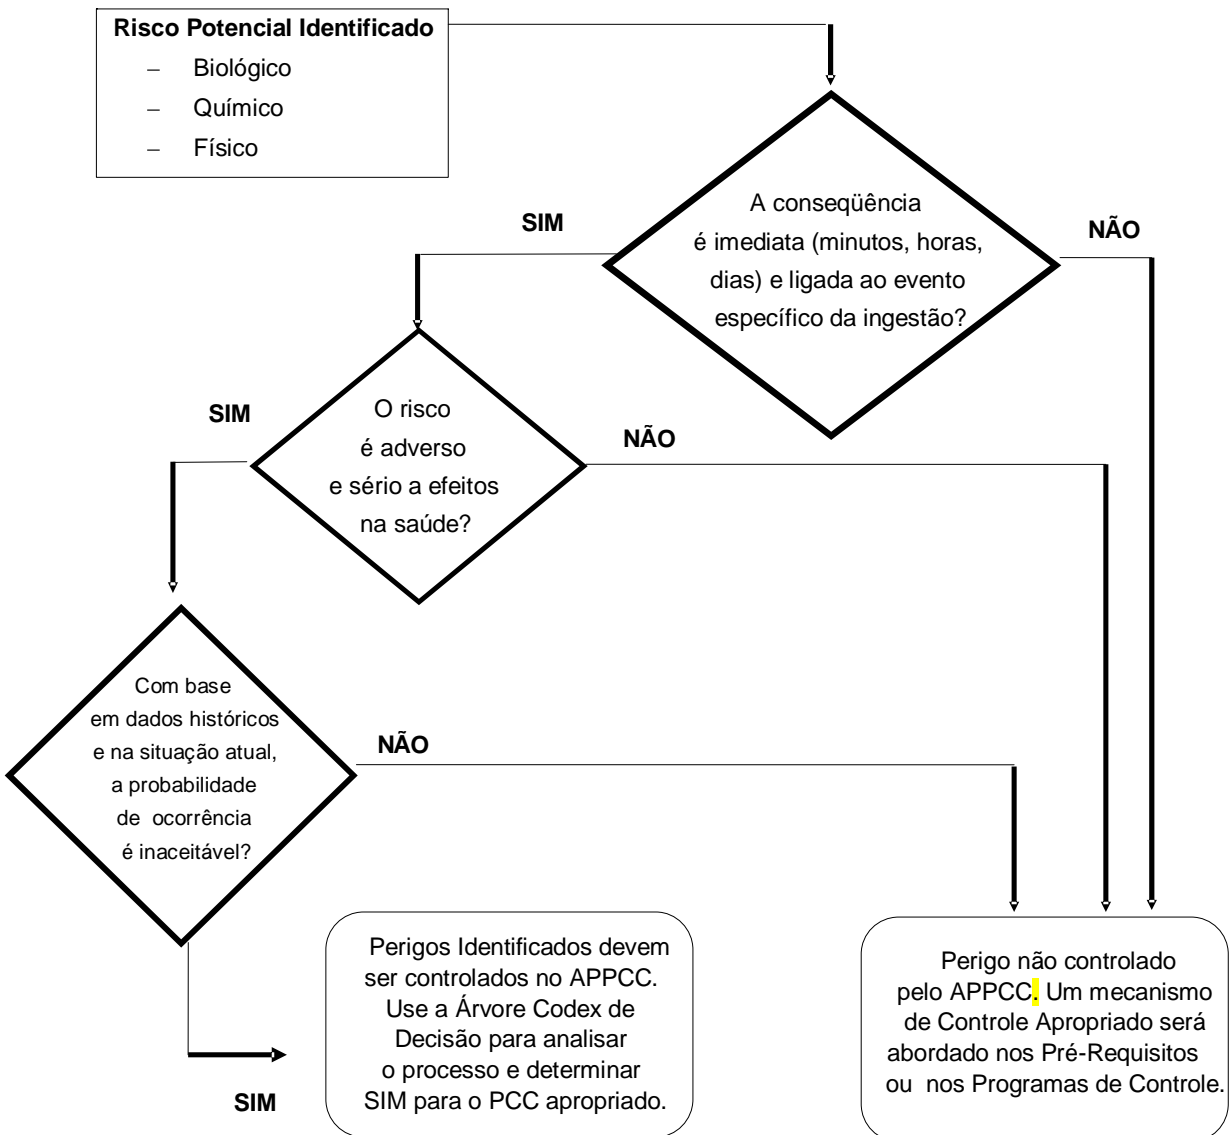 Risco Potencial Identificado
– Biológico
– Químico
– Físico
A conseqüência
é imediata (minutos, horas,
dias) e ligada ao evento
específico da ingestão?
SIM
NÃO
O risco
é adverso
e sério a efeitos
na saúde?
SIM
NÃO
Com base
em dados históricos
e na situação atual,
a probabilidade
de ocorrência
é inaceitável?
NÃO
SIM
Perigos Identificados devem
ser controlados no APPCC.
Use a Árvore Codex de
Decisão para analisar
o processo e determinar
SIM para o PCC apropriado.
Perigo não controlado
pelo APPCC. Um mecanismo
de Controle Apropriado será
abordado nos Pré-Requisitos
ou nos Programas de Controle.